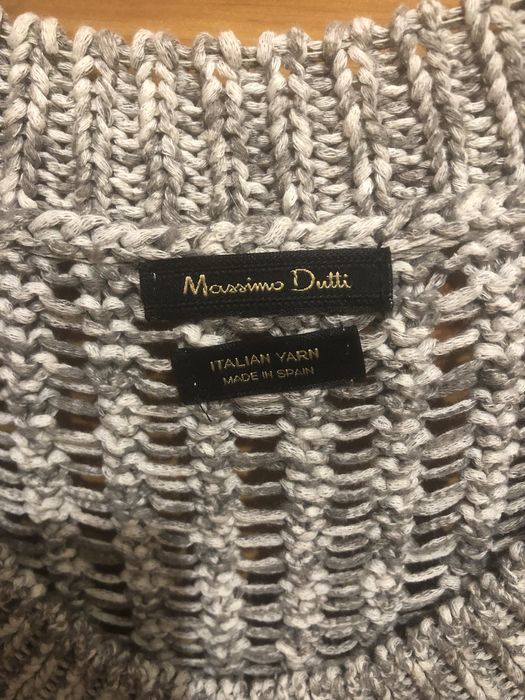 Massimo Dutti
ITALIAN YARN
MADE IN SPAIN